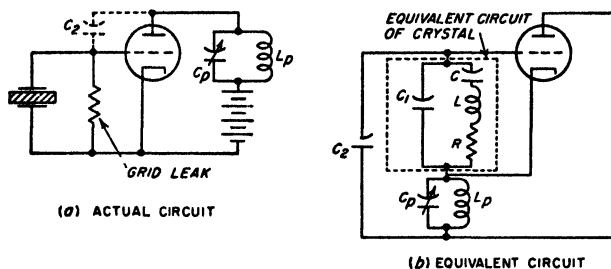 C2
Cp
Lp
GRID LEAK
(a) ACTUAL CIRCUIT
EQUIVALENT CIRCUIT
OF CRYSTAL
C1
C
L
R
C2
Cp
Lp
(b) EQUIVALENT CIRCUIT